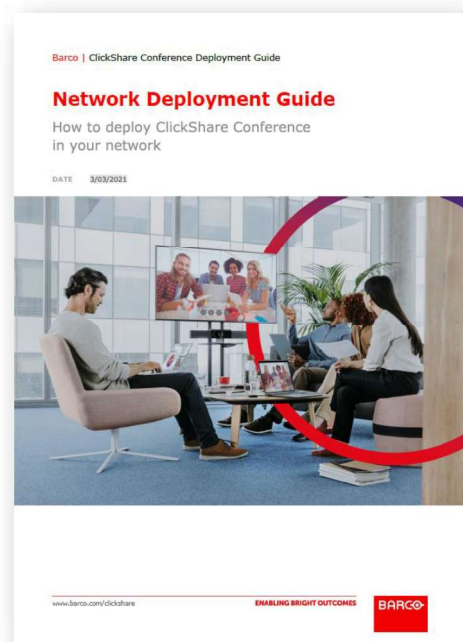 Barco | ClickShare Conference Deployment Guide
Network Deployment Guide
How to deploy ClickShare Conference
in your network
DATE 3/03/2021
www.barco.com/clickshare
ENABLING BRIGHT OUTCOMES
BARCO